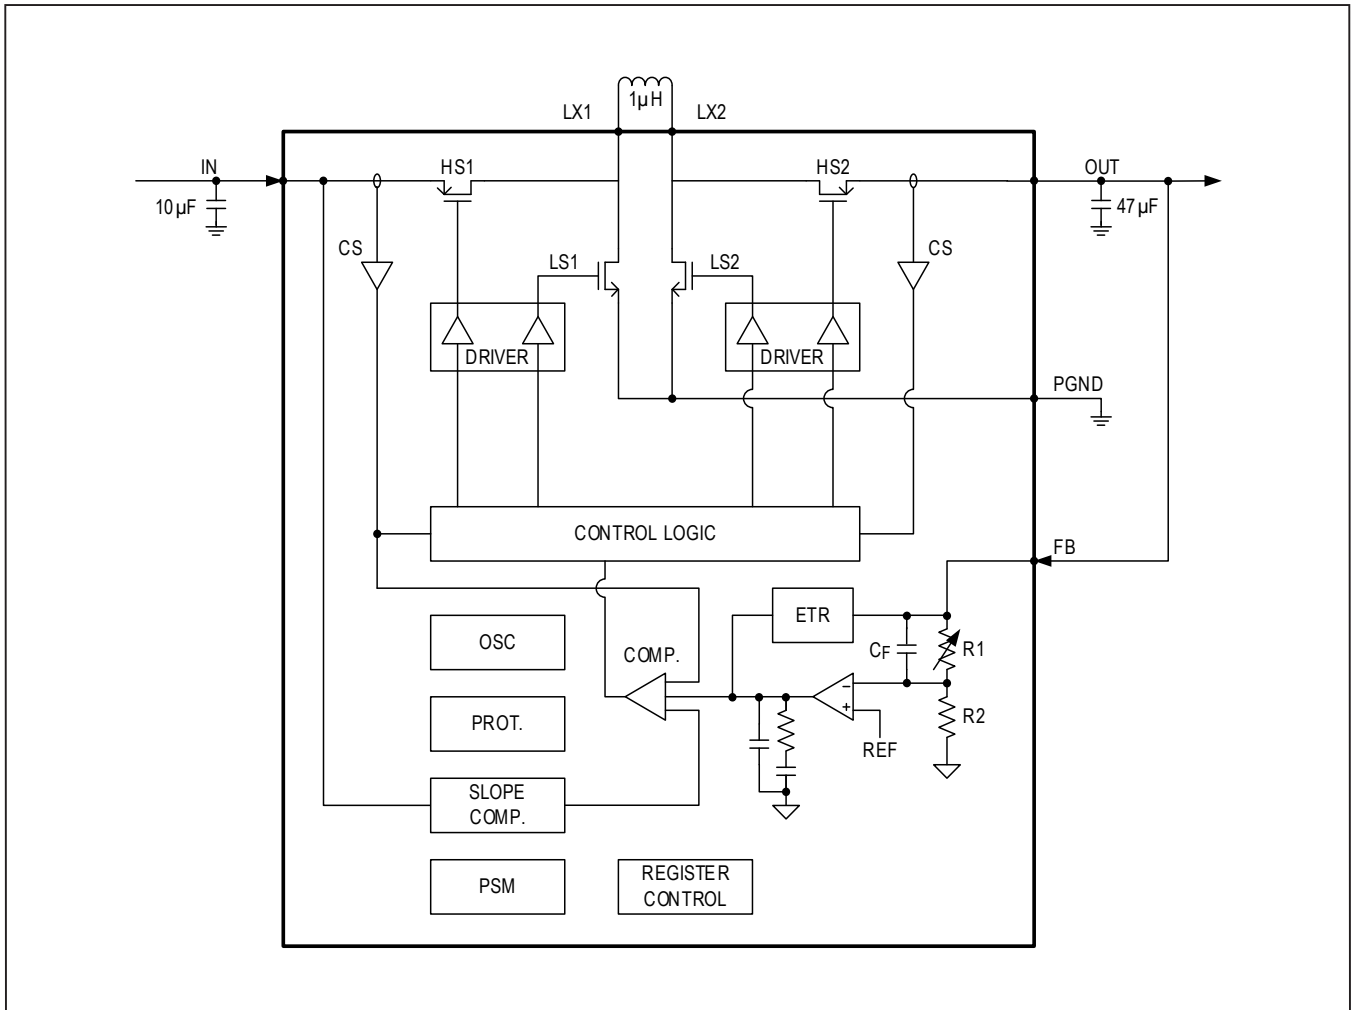 1µH
LX1
LX2
IN
HS1
HS2
OUT
10µF
47µF
CS
LS1
LS2
CS
DRIVER
DRIVER
PGND
CONTROL LOGIC
FB
ETR
OSC
COMP.
CF
R1
PROT.
R2
REF
SLOPE
COMP.
PSM
REGISTER
CONTROL